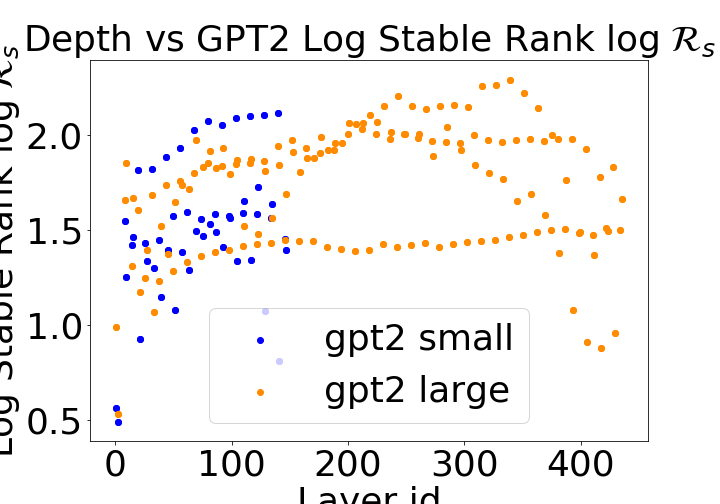 Depth vs GPT2 Log Stable Rank log ℛₛ
Log Stable Rank log ℛₛ
2.0
1.5
1.0
0.5
gpt2 small
gpt2 large
0 100 200 300 400
Layer id